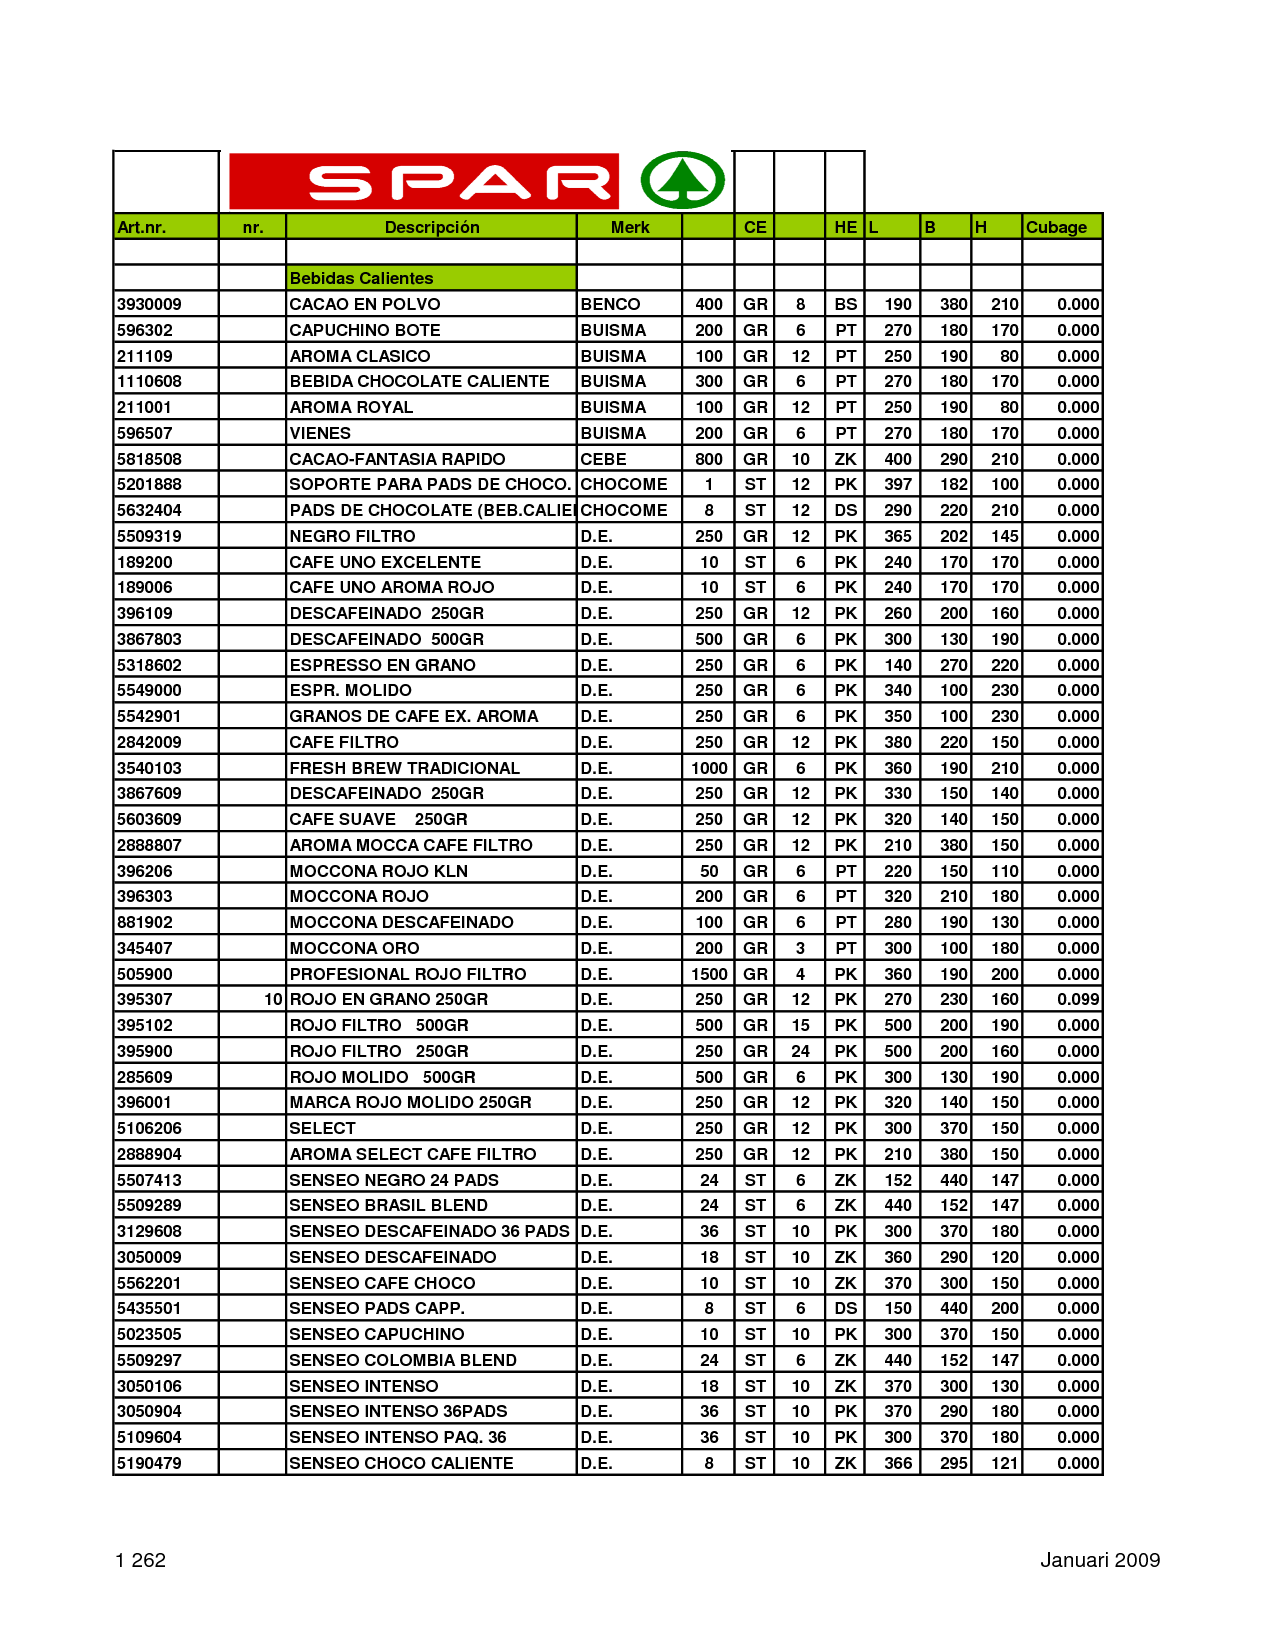 SPAR
Art.nr. nr. Descripción Merk CE HE L B H Cubage
Bebidas Calientes
3930009 CACAO EN POLVO BENCO 400 GR 8 BS 190 380 210 0.000
596302 CAPUCHINO BOTE BUISMA 200 GR 6 PT 270 180 170 0.000
211109 AROMA CLASICO BUISMA 100 GR 12 PT 250 190 80 0.000
1110608 BEBIDA CHOCOLATE CALIENTE BUISMA 300 GR 6 PT 270 180 170 0.000
211001 AROMA ROYAL BUISMA 100 GR 12 PT 250 190 80 0.000
596507 VIENES BUISMA 200 GR 6 PT 270 180 170 0.000
5818508 CACAO-FANTASIA RAPIDO CEBE 800 GR 10 ZK 400 290 210 0.000
5201888 SOPORTE PARA PADS DE CHOCO. CHOCOME 1 ST 12 PK 397 182 100 0.000
5632404 PADS DE CHOCOLATE (BEB.CALIE CHOCOME 8 ST 12 DS 290 220 210 0.000
5509319 NEGRO FILTRO D.E. 250 GR 12 PK 365 202 145 0.000
189200 CAFE UNO EXCELENTE D.E. 10 ST 6 PK 240 170 170 0.000
189006 CAFE UNO AROMA ROJO D.E. 10 ST 6 PK 240 170 170 0.000
396109 DESCAFEINADO 250GR D.E. 250 GR 12 PK 260 200 160 0.000
3867803 DESCAFEINADO 500GR D.E. 500 GR 6 PK 300 130 190 0.000
5318602 ESPRESSO EN GRANO D.E. 250 GR 6 PK 140 270 220 0.000
5549000 ESPR. MOLIDO D.E. 250 GR 6 PK 340 100 230 0.000
5542901 GRANOS DE CAFE EX. AROMA D.E. 250 GR 6 PK 350 100 230 0.000
2842009 CAFE FILTRO D.E. 250 GR 12 PK 380 220 150 0.000
3540103 FRESH BREW TRADICIONAL D.E. 1000 GR 6 PK 360 190 210 0.000
3867609 DESCAFEINADO 250GR D.E. 250 GR 12 PK 330 150 140 0.000
5603609 CAFE SUAVE 250GR D.E. 250 GR 12 PK 320 140 150 0.000
2888807 AROMA MOCCA CAFE FILTRO D.E. 250 GR 12 PK 210 380 150 0.000
396206 MOCCONA ROJO KLN D.E. 50 GR 6 PT 220 150 110 0.000
396303 MOCCONA ROJO D.E. 200 GR 6 PT 320 210 180 0.000
881902 MOCCONA DESCAFEINADO D.E. 100 GR 6 PT 280 190 130 0.000
345407 MOCCONA ORO D.E. 200 GR 3 PT 300 100 180 0.000
505900 PROFESIONAL ROJO FILTRO D.E. 1500 GR 4 PK 360 190 200 0.000
395307 10 ROJO EN GRANO 250GR D.E. 250 GR 12 PK 270 230 160 0.099
395102 ROJO FILTRO 500GR D.E. 500 GR 15 PK 500 200 190 0.000
395900 ROJO FILTRO 250GR D.E. 250 GR 24 PK 500 200 160 0.000
285609 ROJO MOLIDO 500GR D.E. 500 GR 6 PK 300 130 190 0.000
396001 MARCA ROJO MOLIDO 250GR D.E. 250 GR 12 PK 320 140 150 0.000
5106206 SELECT D.E. 250 GR 12 PK 300 370 150 0.000
2888904 AROMA SELECT CAFE FILTRO D.E. 250 GR 12 PK 210 380 150 0.000
5507413 SENSEO NEGRO 24 PADS D.E. 24 ST 6 ZK 152 440 147 0.000
5509289 SENSEO BRASIL BLEND D.E. 24 ST 6 ZK 440 152 147 0.000
3129608 SENSEO DESCAFEINADO 36 PADS D.E. 36 ST 10 PK 300 370 180 0.000
3050009 SENSEO DESCAFEINADO D.E. 18 ST 10 ZK 360 290 120 0.000
5562201 SENSEO CAFE CHOCO D.E. 10 ST 10 ZK 370 300 150 0.000
5435501 SENSEO PADS CAPP. D.E. 8 ST 6 DS 150 440 200 0.000
5023505 SENSEO CAPUCHINO D.E. 10 ST 10 PK 300 370 150 0.000
5509297 SENSEO COLOMBIA BLEND D.E. 24 ST 6 ZK 440 152 147 0.000
3050106 SENSEO INTENSO D.E. 18 ST 10 ZK 370 300 130 0.000
3050904 SENSEO INTENSO 36PADS D.E. 36 ST 10 PK 370 290 180 0.000
5109604 SENSEO INTENSO PAQ. 36 D.E. 36 ST 10 PK 300 370 180 0.000
5190479 SENSEO CHOCO CALIENTE D.E. 8 ST 10 ZK 366 295 121 0.000
1 262 Januari 2009